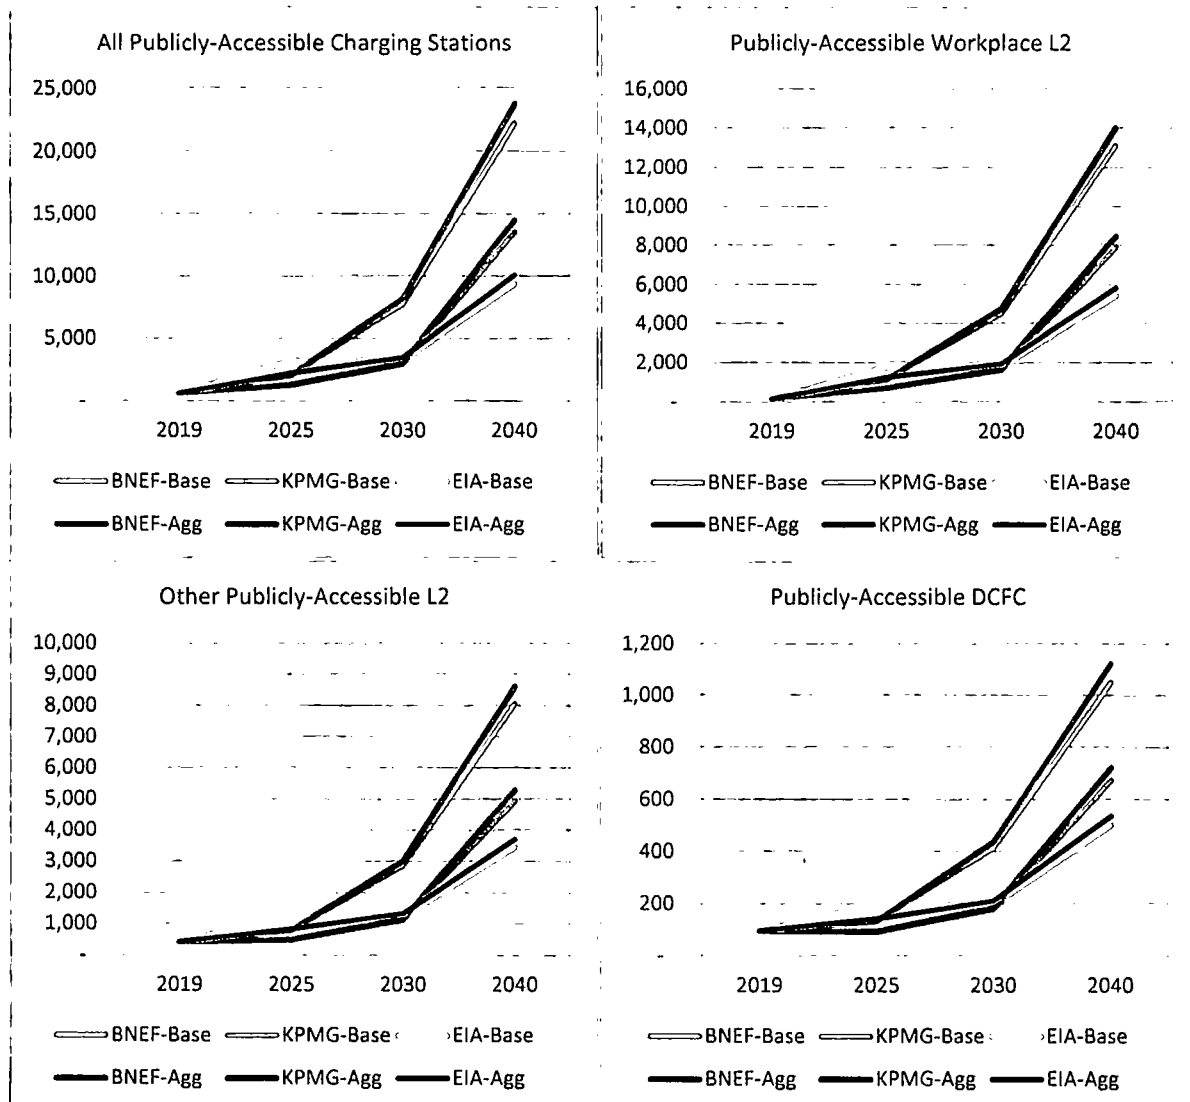 All Publicly-Accessible Charging Stations
25,000
20,000
15,000
10,000
5,000
-
2019 2025 2030 2040
BNEF-Base KPMG-Base EIA-Base
BNEF-Agg KPMG-Agg EIA-Agg
Publicly-Accessible Workplace L2
16,000
14,000
12,000
10,000
8,000
6,000
4,000
2,000
-
2019 2025 2030 2040
BNEF-Base KPMG-Base EIA-Base
BNEF-Agg KPMG-Agg EIA-Agg
Other Publicly-Accessible L2
10,000
9,000
8,000
7,000
6,000
5,000
4,000
3,000
2,000
1,000
-
2019 2025 2030 2040
BNEF-Base KPMG-Base EIA-Base
BNEF-Agg KPMG-Agg EIA-Agg
Publicly-Accessible DCFC
1,200
1,000
800
600
400
200
-
2019 2025 2030 2040
BNEF-Base KPMG-Base EIA-Base
BNEF-Agg KPMG-Agg EIA-Agg